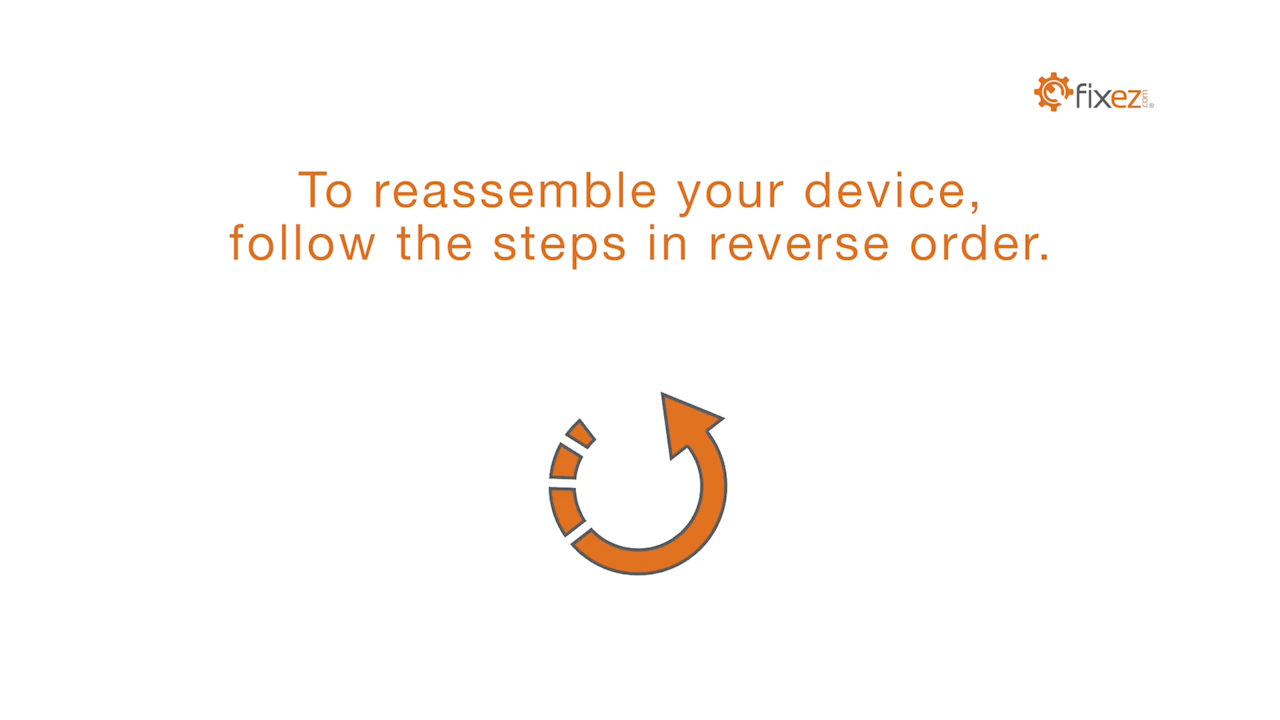 fixez.com®
To reassemble your device,
follow the steps in reverse order.